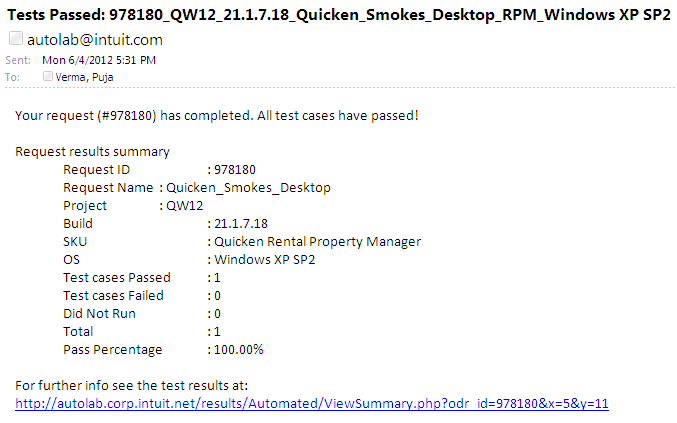 Tests Passed: 978180_QW12_21.1.7.18_Quicken_Smokes_Desktop_RPM_Windows XP SP2
autolab@intuit.com
Sent: Mon 6/4/2012 5:31 PM
To: Verma, Puja
Your request (#978180) has completed. All test cases have passed!
Request results summary
Request ID : 978180
Request Name : Quicken_Smokes_Desktop
Project : QW12
Build : 21.1.7.18
SKU : Quicken Rental Property Manager
OS : Windows XP SP2
Test cases Passed : 1
Test cases Failed : 0
Did Not Run : 0
Total : 1
Pass Percentage : 100.00%
For further info see the test results at:
http://autolab.corp.intuit.net/results/Automated/ViewSummary.php?odr_id=978180&x=5&y=11